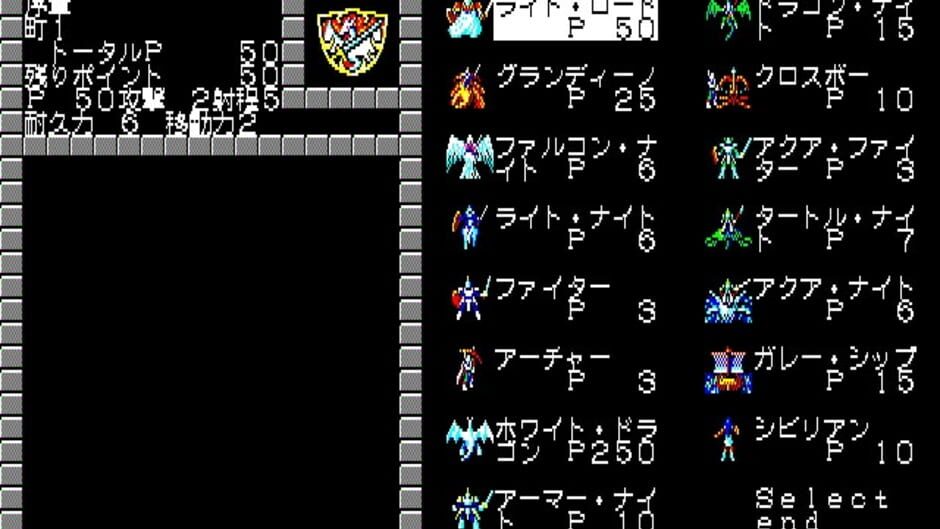 町1
トータルP 50
残りポイント 50
P 50攻撃 2射程5
耐久力 6 移動力2
ライト・ロード
P 50
グランディーノ
P 25
ファルコン・ナ
イト P 6
ライト・ナイト
P 6
ファイター
P 3
アーチャー
P 3
ホワイト・ドラ
ゴン P250
アーマー・ナイ
ト P 10
ドラゴン・ナイ
ト P 15
クロスボー
P 10
アクア・ファイ
ター P 3
タートル・ナイ
ト P 7
アクア・ナイト
P 6
ガレー・シップ
P 15
シビリアン
P 10
Select
end